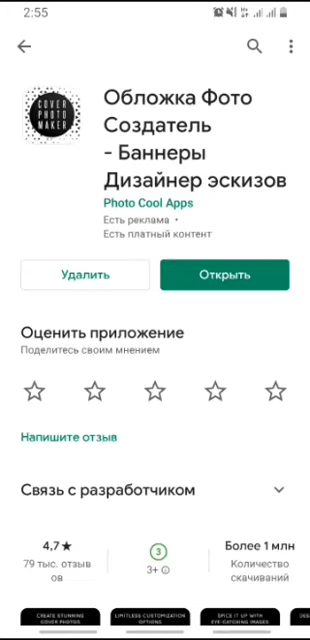 2:55
COVER
PHOTO
MAKER
Обложка Фото
Создатель
- Баннеры
Дизайнер эскизов
Photo Cool Apps
Есть реклама •
Есть платный контент
Удалить
Открыть
Оценить приложение
Поделитесь своим мнением
Напишите отзыв
Связь с разработчиком
4,7★
79 тыс. отзыв
ов
3
3+
Более 1 млн
Количество
скачиваний
CREATE STUNNING
COVER PHOTOS
LIMITLESS CUSTOMIZATION
OPTIONS
SPICE IT UP WITH
EYE-CATCHING IMAGES